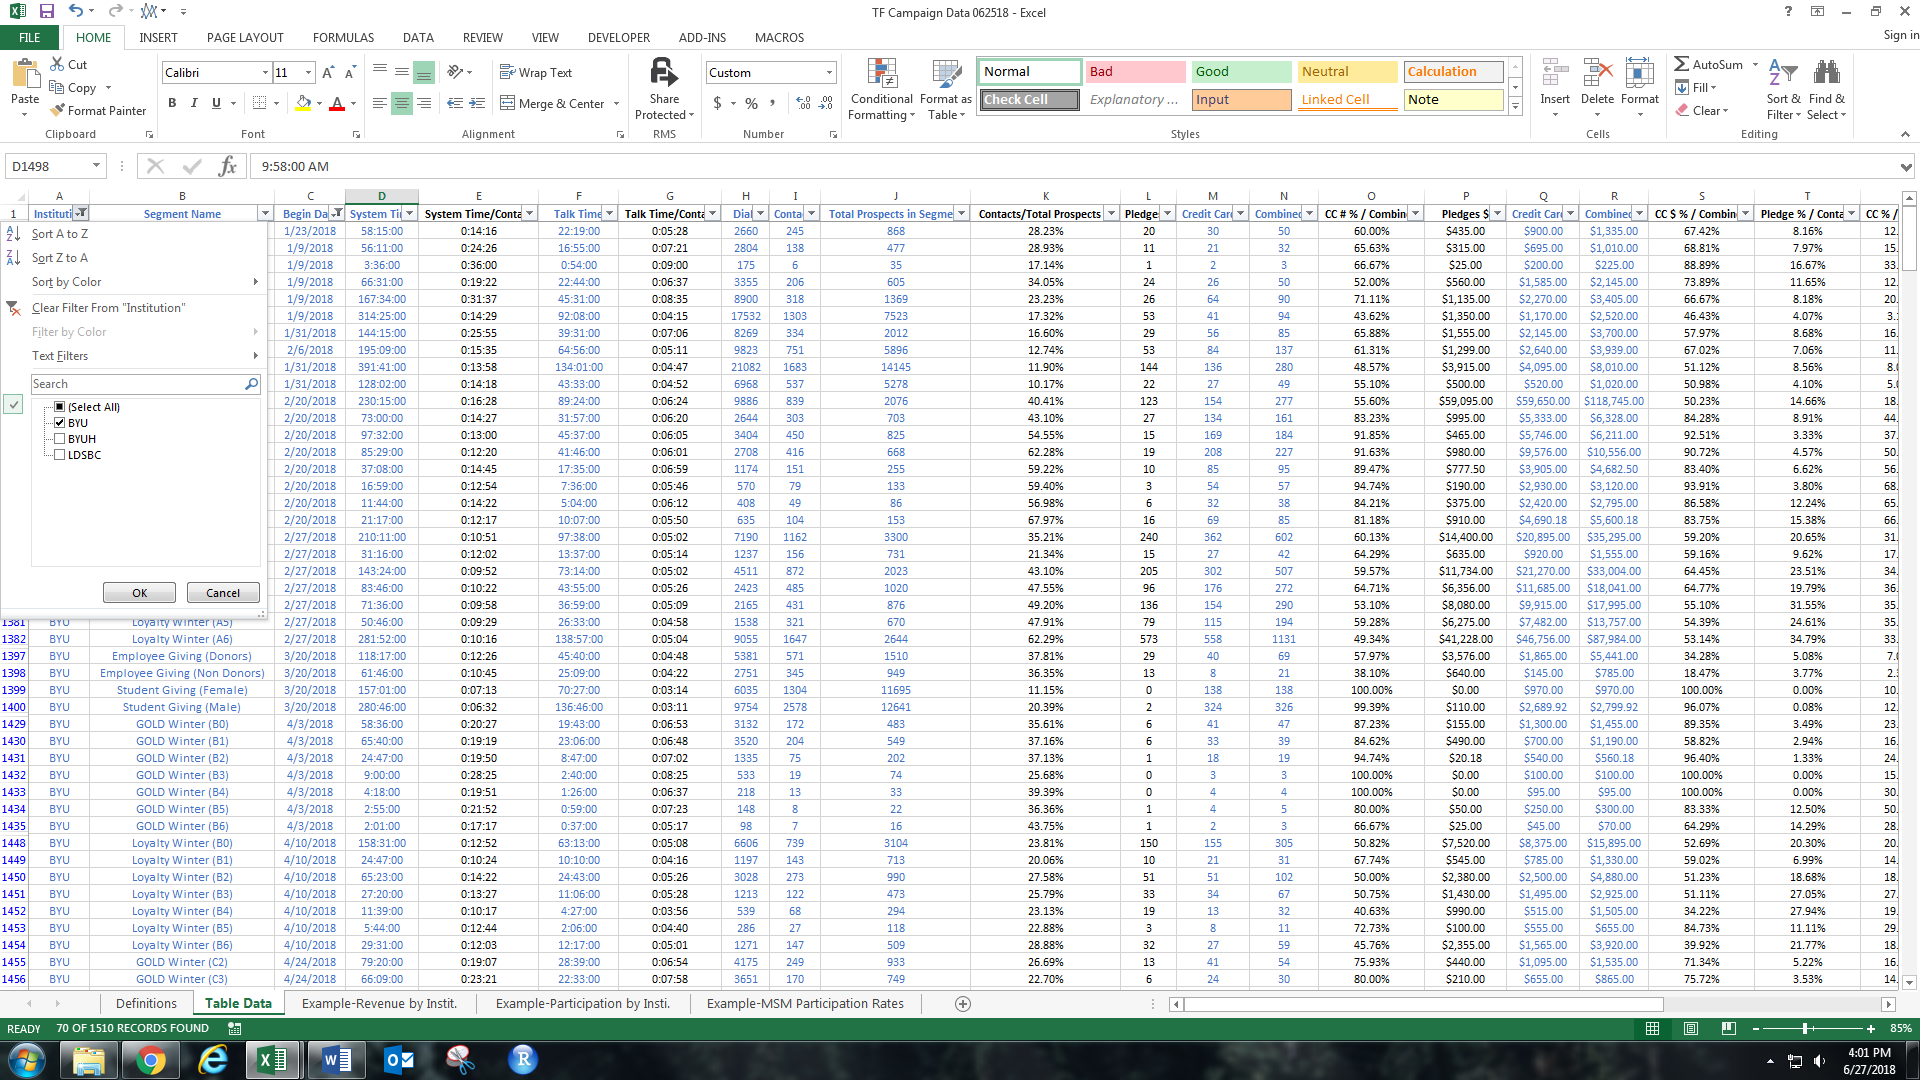 TF Campaign Data 062518 - Excel
FILE HOME INSERT PAGE LAYOUT FORMULAS DATA REVIEW VIEW DEVELOPER ADD-INS MACROS Sign in
Paste Cut Copy Format Painter Clipboard
Calibri 11 B I U Font
Wrap Text Merge & Center Alignment
Share Protected RMS
Custom $ % Number
Conditional Formatting Format as Table
Normal Bad Good Neutral Calculation
Check Cell Explanatory ... Input Linked Cell Note
Styles
Insert Delete Format Cells
AutoSum Fill Clear Sort & Filter Find & Select Editing
D1498 fx 9:58:00 AM
A B C D E F G H I J K L M N O P Q R S T
1 Instituti Segment Name Begin Da System Ti System Time/Conta Talk Time Talk Time/Conta Dial Contac Total Prospects in Segme Contacts/Total Prospects Pledges Credit Card Combined CC # % / Combin Pledges $ Credit Car Combined CC $ % / Combin Pledge % / Conta CC % /
Sort A to Z
Sort Z to A
Sort by Color
Clear Filter From "Institution"
Filter by Color
Text Filters
Search
(Select All)
BYU
BYUH
LDSBC
OK Cancel
1/23/2018 58:15:00 0:14:16 22:19:00 0:05:28 2660 245 868 28.23% 20 30 50 60.00% $435.00 $900.00 $1,335.00 67.42% 8.16% 12.
1/9/2018 56:11:00 0:24:26 16:55:00 0:07:21 2804 138 477 28.93% 11 21 32 65.63% $315.00 $695.00 $1,010.00 68.81% 7.97% 15.
1/9/2018 3:36:00 0:36:00 0:54:00 0:09:00 175 6 35 17.14% 1 2 3 66.67% $25.00 $200.00 $225.00 88.89% 16.67% 33.
1/9/2018 66:31:00 0:19:22 22:44:00 0:06:37 3355 206 605 34.05% 24 26 50 52.00% $560.00 $1,585.00 $2,145.00 73.89% 11.65% 12.
1/9/2018 167:34:00 0:31:37 45:31:00 0:08:35 8900 318 1369 23.23% 26 64 90 71.11% $1,135.00 $2,270.00 $3,405.00 66.67% 8.18% 20.
1/9/2018 314:25:00 0:14:29 92:08:00 0:04:15 17532 1303 7523 17.32% 53 41 94 43.62% $1,350.00 $1,170.00 $2,520.00 46.43% 4.07% 3.
1/31/2018 144:15:00 0:25:55 39:31:00 0:07:06 8269 334 2012 16.60% 29 56 85 65.88% $1,555.00 $2,145.00 $3,700.00 57.97% 8.68% 16.
2/6/2018 195:09:00 0:15:35 64:56:00 0:05:11 9823 751 5896 12.74% 53 84 137 61.31% $1,299.00 $2,640.00 $3,939.00 67.02% 7.06% 11.
1/31/2018 391:41:00 0:13:58 134:01:00 0:04:47 21082 1683 14145 11.90% 144 136 280 48.57% $3,915.00 $4,095.00 $8,010.00 51.12% 8.56% 8.
1/31/2018 128:02:00 0:14:18 43:33:00 0:04:52 6968 537 5278 10.17% 22 27 49 55.10% $500.00 $520.00 $1,020.00 50.98% 4.10% 5.
2/20/2018 230:15:00 0:16:28 89:24:00 0:06:24 9886 839 2076 40.41% 123 154 277 55.60% $59,095.00 $59,650.00 $118,745.00 50.23% 14.66% 18.
2/20/2018 73:00:00 0:14:27 31:57:00 0:06:20 2644 303 703 43.10% 27 134 161 83.23% $995.00 $5,333.00 $6,328.00 84.28% 8.91% 44.
2/20/2018 97:32:00 0:13:00 45:37:00 0:06:05 3404 450 825 54.55% 15 169 184 91.85% $465.00 $5,746.00 $6,211.00 92.51% 3.33% 37.
2/20/2018 85:29:00 0:12:20 41:46:00 0:06:01 2708 416 668 62.28% 19 208 227 91.63% $980.00 $9,576.00 $10,556.00 90.72% 4.57% 50.
2/20/2018 37:08:00 0:14:45 17:35:00 0:06:59 1174 151 255 59.22% 10 85 95 89.47% $777.50 $3,905.00 $4,682.50 83.40% 6.62% 56.
2/20/2018 16:59:00 0:12:54 7:36:00 0:05:46 570 79 133 59.40% 3 54 57 94.74% $190.00 $2,930.00 $3,120.00 93.91% 3.80% 68.
2/20/2018 11:44:00 0:14:22 5:04:00 0:06:12 408 49 86 56.98% 6 32 38 84.21% $375.00 $2,420.00 $2,795.00 86.58% 12.24% 65.
2/20/2018 21:17:00 0:12:17 10:07:00 0:05:50 635 104 153 67.97% 16 69 85 81.18% $910.00 $4,690.18 $5,600.18 83.75% 15.38% 66.
2/27/2018 210:11:00 0:10:51 97:38:00 0:05:02 7190 1162 3300 35.21% 240 362 602 60.13% $14,400.00 $20,895.00 $35,295.00 59.20% 20.65% 31.
2/27/2018 31:16:00 0:12:02 13:37:00 0:05:14 1237 156 731 21.34% 15 27 42 64.29% $635.00 $920.00 $1,555.00 59.16% 9.62% 17.
2/27/2018 143:24:00 0:09:52 73:14:00 0:05:02 4511 872 2023 43.10% 205 302 507 59.57% $11,734.00 $21,270.00 $33,004.00 64.45% 23.51% 34.
2/27/2018 83:46:00 0:10:22 43:55:00 0:05:26 2423 485 1020 47.55% 96 176 272 64.71% $6,356.00 $11,685.00 $18,041.00 64.77% 19.79% 36.
2/27/2018 71:36:00 0:09:58 36:59:00 0:05:09 2165 431 876 49.20% 136 154 290 53.10% $8,080.00 $9,915.00 $17,995.00 55.10% 31.55% 35.
1381 BYU Loyalty Winter (A5) 2/27/2018 50:46:00 0:09:29 26:33:00 0:04:58 1538 321 670 47.91% 79 115 194 59.28% $6,275.00 $7,482.00 $13,757.00 54.39% 24.61% 35.
1382 BYU Loyalty Winter (A6) 2/27/2018 281:52:00 0:10:16 138:57:00 0:05:04 9055 1647 2644 62.29% 573 558 1131 49.34% $41,228.00 $46,756.00 $87,984.00 53.14% 34.79% 33.
1397 BYU Employee Giving (Donors) 3/20/2018 118:17:00 0:12:26 45:40:00 0:04:48 5381 571 1510 37.81% 29 40 69 57.97% $3,576.00 $1,865.00 $5,441.00 34.28% 5.08% 7.
1398 BYU Employee Giving (Non Donors) 3/20/2018 61:46:00 0:10:45 25:09:00 0:04:22 2751 345 949 36.35% 13 8 21 38.10% $640.00 $145.00 $785.00 18.47% 3.77% 2.
1399 BYU Student Giving (Female) 3/20/2018 157:01:00 0:07:13 70:27:00 0:03:14 6035 1304 11695 11.15% 0 138 138 100.00% $0.00 $970.00 $970.00 100.00% 0.00% 10.
1400 BYU Student Giving (Male) 3/20/2018 280:46:00 0:06:32 136:46:00 0:03:11 9754 2578 12641 20.39% 2 324 326 99.39% $110.00 $2,689.92 $2,799.92 96.07% 0.08% 12.
1429 BYU GOLD Winter (B0) 4/3/2018 58:36:00 0:20:27 19:43:00 0:06:53 3132 172 483 35.61% 6 41 47 87.23% $155.00 $1,300.00 $1,455.00 89.35% 3.49% 23.
1430 BYU GOLD Winter (B1) 4/3/2018 65:40:00 0:19:19 23:06:00 0:06:48 3520 204 549 37.16% 6 33 39 84.62% $490.00 $700.00 $1,190.00 58.82% 2.94% 16.
1431 BYU GOLD Winter (B2) 4/3/2018 24:47:00 0:19:50 8:47:00 0:07:02 1335 75 202 37.13% 1 18 19 94.74% $20.18 $540.00 $560.18 96.40% 1.33% 24.
1432 BYU GOLD Winter (B3) 4/3/2018 9:00:00 0:28:25 2:40:00 0:08:25 533 19 74 25.68% 0 3 3 100.00% $0.00 $100.00 $100.00 100.00% 0.00% 15.
1433 BYU GOLD Winter (B4) 4/3/2018 4:18:00 0:19:51 1:26:00 0:06:37 218 13 33 39.39% 0 4 4 100.00% $0.00 $95.00 $95.00 100.00% 0.00% 30.
1434 BYU GOLD Winter (B5) 4/3/2018 2:55:00 0:21:52 0:59:00 0:07:23 148 8 22 36.36% 1 4 5 80.00% $50.00 $250.00 $300.00 83.33% 12.50% 50.
1435 BYU GOLD Winter (B6) 4/3/2018 2:01:00 0:17:17 0:37:00 0:05:17 98 7 16 43.75% 1 2 3 66.67% $25.00 $45.00 $70.00 64.29% 14.29% 28.
1448 BYU Loyalty Winter (B0) 4/10/2018 158:31:00 0:12:52 63:13:00 0:05:08 6606 739 3104 23.81% 150 155 305 50.82% $7,520.00 $8,375.00 $15,895.00 52.69% 20.30% 20.
1449 BYU Loyalty Winter (B1) 4/10/2018 24:47:00 0:10:24 10:10:00 0:04:16 1197 143 713 20.06% 10 21 31 67.74% $545.00 $785.00 $1,330.00 59.02% 6.99% 14.
1450 BYU Loyalty Winter (B2) 4/10/2018 65:23:00 0:14:22 24:43:00 0:05:26 3028 273 990 27.58% 51 51 102 50.00% $2,380.00 $2,500.00 $4,880.00 51.23% 18.68% 18.
1451 BYU Loyalty Winter (B3) 4/10/2018 27:20:00 0:13:27 11:06:00 0:05:28 1213 122 473 25.79% 33 34 67 50.75% $1,430.00 $1,495.00 $2,925.00 51.11% 27.05% 27.
1452 BYU Loyalty Winter (B4) 4/10/2018 11:39:00 0:10:17 4:27:00 0:03:56 539 68 294 23.13% 19 13 32 40.63% $990.00 $515.00 $1,505.00 34.22% 27.94% 19.
1453 BYU Loyalty Winter (B5) 4/10/2018 5:44:00 0:12:44 2:06:00 0:04:40 286 27 118 22.88% 3 8 11 72.73% $100.00 $555.00 $655.00 84.73% 11.11% 29.
1454 BYU Loyalty Winter (B6) 4/10/2018 29:31:00 0:12:03 12:17:00 0:05:01 1271 147 509 28.88% 32 27 59 45.76% $2,355.00 $1,565.00 $3,920.00 39.92% 21.77% 18.
1455 BYU GOLD Winter (C2) 4/24/2018 79:20:00 0:19:07 28:39:00 0:06:54 4175 249 933 26.69% 13 41 54 75.93% $440.00 $1,095.00 $1,535.00 71.34% 5.22% 16.
1456 BYU GOLD Winter (C3) 4/24/2018 66:09:00 0:23:21 22:33:00 0:07:58 3651 170 749 22.70% 6 24 30 80.00% $210.00 $655.00 $865.00 75.72% 3.53% 14.
Definitions Table Data Example-Revenue by Instit. Example-Participation by Insti. Example-MSM Participation Rates
READY 70 OF 1510 RECORDS FOUND 85%
4:01 PM
6/27/2018